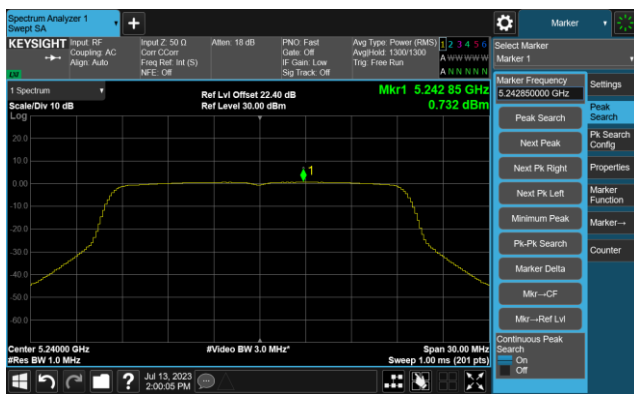 Spectrum Analyzer 1
Swept SA
Marker
KEYSIGHT
Input: RF
Coupling: AC
Align: Auto
Input Z: 50 Ω
Corr CCorr
Freq Ref: Int (S)
NFE: Off
Atten: 18 dB
PNO: Fast
Gate: Off
IF Gain: Low
Sig Track: Off
Avg Type: Power (RMS)
Avg|Hold: 1300/1300
Trig: Free Run
1 2 3 4 5 6
A W W W W W
A N N N N N
LXI
Select Marker
Marker 1
1 Spectrum
Scale/Div 10 dB
Log
Ref Lvl Offset 22.40 dB
Ref Level 30.00 dBm
Mkr1 5.242 85 GHz
0.732 dBm
20.0
10.0
0.00
-10.0
-20.0
-30.0
-40.0
-50.0
-60.0
1
Center 5.24000 GHz
#Res BW 1.0 MHz
#Video BW 3.0 MHz*
Span 30.00 MHz
Sweep 1.00 ms (201 pts)
Marker Frequency
5.242850000 GHz
Peak Search
Next Peak
Next Pk Right
Next Pk Left
Minimum Peak
Pk-Pk Search
Marker Delta
Mkr→CF
Mkr→Ref Lvl
Continuous Peak
Search
On
Off
Settings
Peak
Search
Pk Search
Config
Properties
Marker
Function
Marker→
Counter
?
Jul 13, 2023
2:00:05 PM